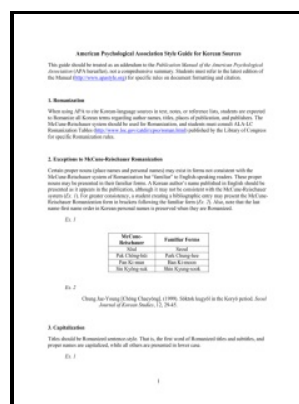 American Psychological Association Style Guide for Korean Sources
This guide should be treated as an addendum to the Publication Manual of the American Psychological
Association (APA hereafter), not a comprehensive summary. Students must refer to the latest edition of
the Manual (http://www.apastyle.org) for specific rules on document formatting and citation.
1. Romanization
When using APA to cite Korean-language sources in text, notes, or reference lists, students are expected
to Romanize all Korean terms regarding author names, titles, places of publication, and publishers. The
McCune-Reischauer system should be used for Romanization, and students must consult ALA-LC
Romanization Tables (http://www.loc.gov/catdir/cpso/roman.html) published by the Library of Congress
for specific Romanization rules.
2. Exceptions to McCune-Reischauer Romanization
Certain proper nouns (place names and personal names) may exist in forms not consistent with the
McCune-Reischauer system of Romanization but "familiar" to English-speaking readers. These proper
nouns may be presented in their familiar forms. A Korean author's name published in English should be
presented as it appears in the publication, although it may not be consistent with the McCune-Reischauer
system (Ex. 1). For greater consistency, a student creating a bibliographic entry may present the McCune-
Reischauer Romanization form in brackets following the familiar form (Ex. 2). Also, note that the last
name-first name order in Korean personal names is preserved when they are Romanized.
Ex. 1
McCune-
Reischauer
Familiar Forms
Sŏul Seoul
Pak Chŏng-hŭi Park Chung-hee
Pan Ki-mun Ban Ki-moon
Sin Kyŏng-suk Shin Kyung-sook
Ex. 2
Chung Jae-Young [Chŏng Chaeyŏng]. (1999).
Journal of Korean Studies, 12, 29-45.
3. Capitalization
Titles should be Romanized sentence-style. That is, the first word of Romanized titles and subtitles, and
proper names are capitalized, while all others are presented in lower case.
Ex. 1
1